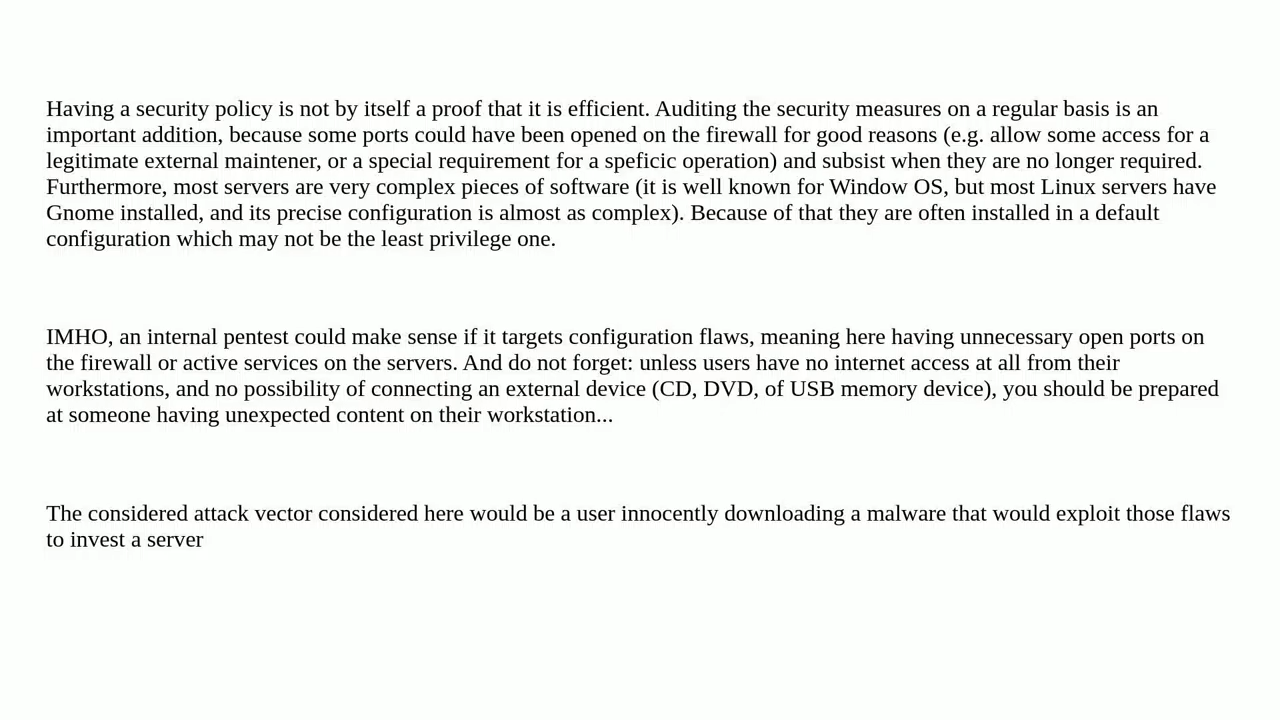 Having a security policy is not by itself a proof that it is efficient. Auditing the security measures on a regular basis is an
important addition, because some ports could have been opened on the firewall for good reasons (e.g. allow some access for a
legitimate external maintener, or a special requirement for a speficic operation) and subsist when they are no longer required.
Furthermore, most servers are very complex pieces of software (it is well known for Window OS, but most Linux servers have
Gnome installed, and its precise configuration is almost as complex). Because of that they are often installed in a default
configuration which may not be the least privilege one.
IMHO, an internal pentest could make sense if it targets configuration flaws, meaning here having unnecessary open ports on
the firewall or active services on the servers. And do not forget: unless users have no internet access at all from their
workstations, and no possibility of connecting an external device (CD, DVD, of USB memory device), you should be prepared
at someone having unexpected content on their workstation...
The considered attack vector considered here would be a user innocently downloading a malware that would exploit those flaws
to invest a server